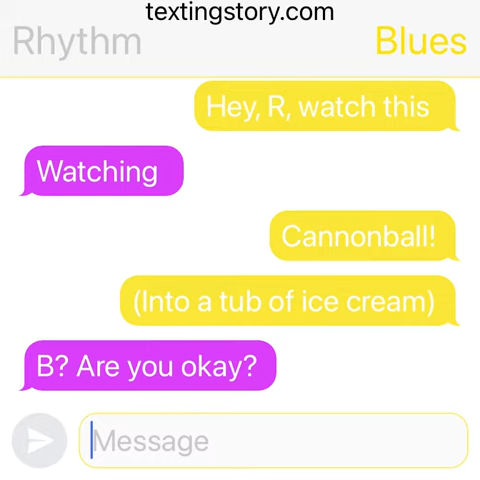 textingstory.com
Rhythm
Blues
Hey, R, watch this
Watching
Cannonball!
(Into a tub of ice cream)
B? Are you okay?
Message